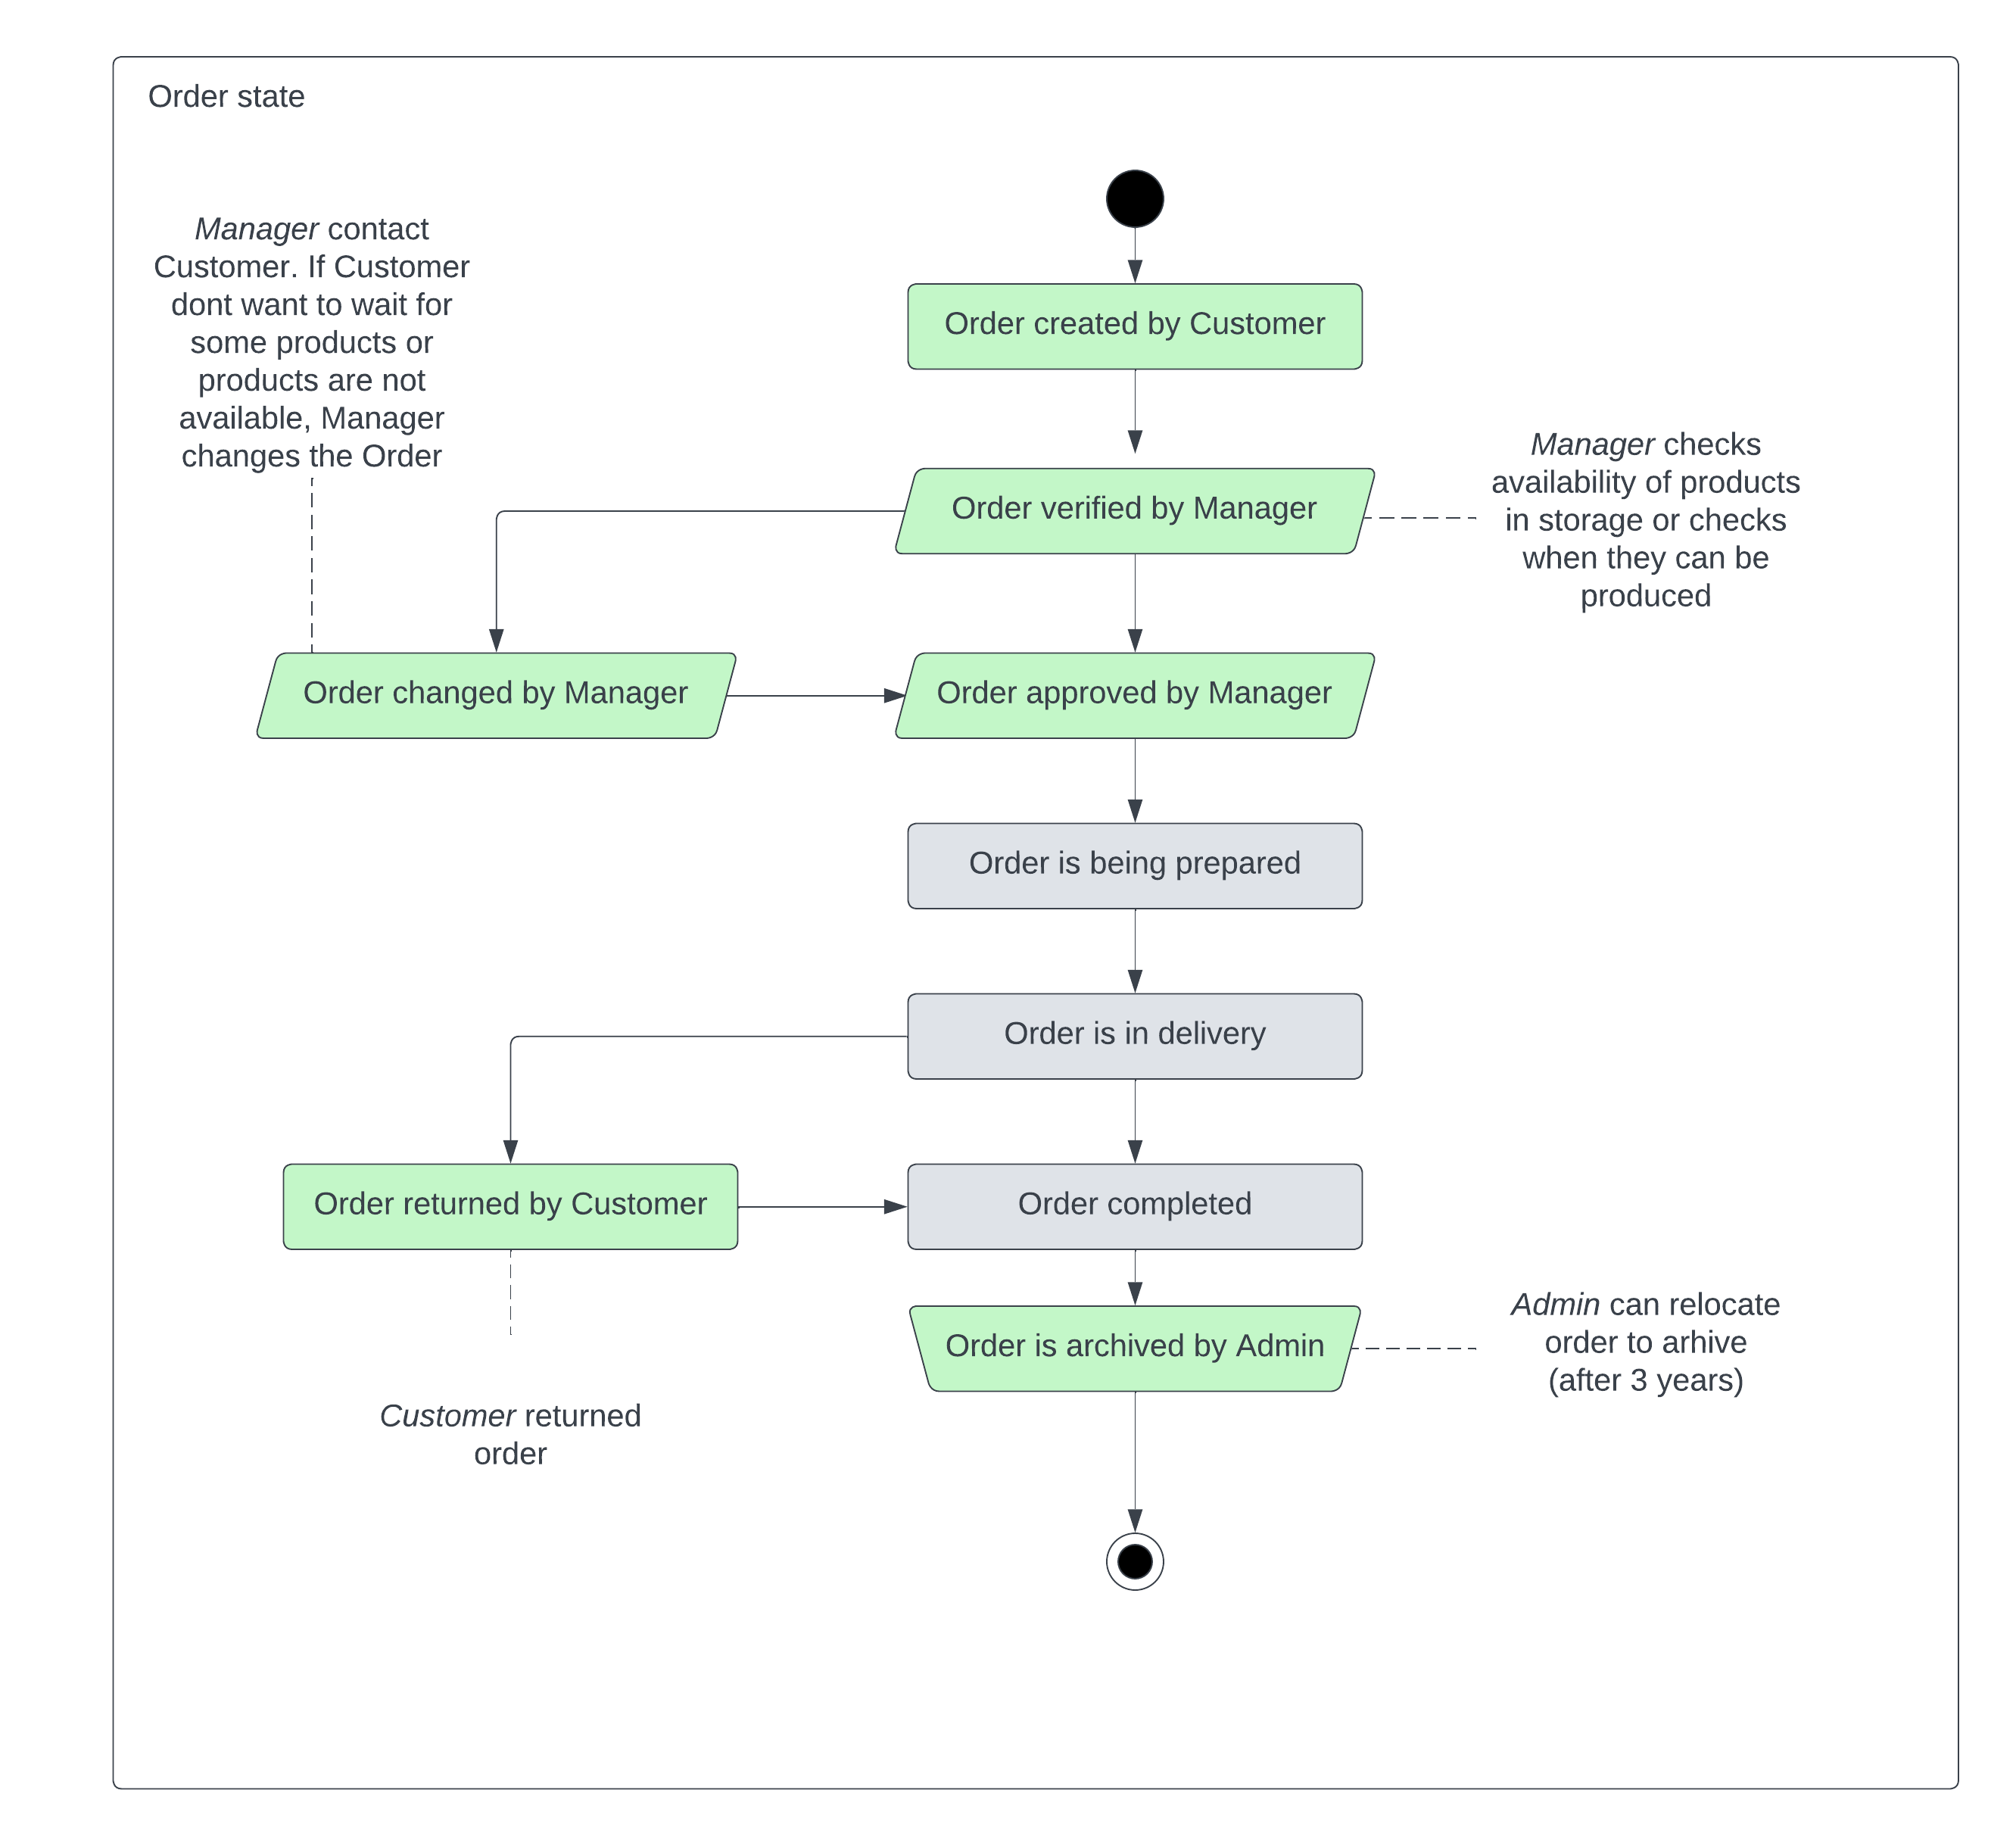 Order state
Manager contact
Customer. If Customer
dont want to wait for
some products or
products are not
available, Manager
changes the Order
Order created by Customer
Order verified by Manager
Manager checks
availability of products
in storage or checks
when they can be
produced
Order changed by Manager
Order approved by Manager
Order is being prepared
Order is in delivery
Order returned by Customer
Order completed
Order is archived by Admin
Admin can relocate
order to arhive
(after 3 years)
Customer returned
order